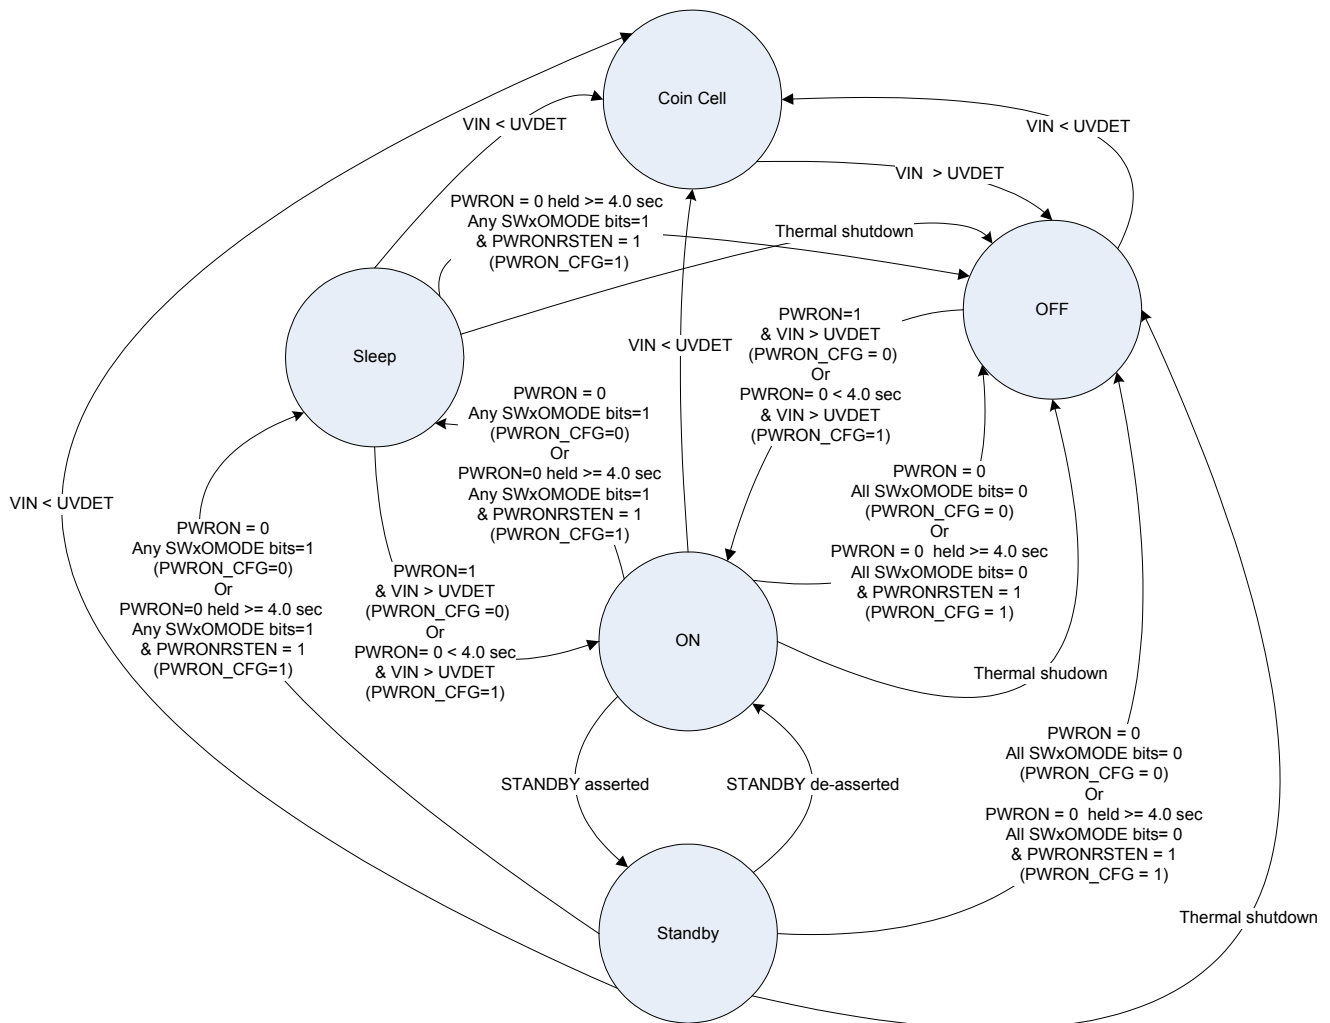 Coin Cell
VIN < UVDET
VIN < UVDET
VIN  > UVDET
PWRON = 0 held >= 4.0 sec
Any SWxOMODE bits=1
& PWRONRSTEN = 1
(PWRON_CFG=1)
Thermal shutdown
OFF
Sleep
PWRON=1
& VIN > UVDET
(PWRON_CFG = 0)
Or
PWRON= 0 < 4.0 sec
& VIN > UVDET
(PWRON_CFG=1)
VIN < UVDET
PWRON = 0
Any SWxOMODE bits=1
(PWRON_CFG=0)
Or
PWRON=0 held >= 4.0 sec
Any SWxOMODE bits=1
& PWRONRSTEN = 1
(PWRON_CFG=1)
PWRON = 0
All SWxOMODE bits= 0
(PWRON_CFG = 0)
Or
PWRON = 0  held >= 4.0 sec
All SWxOMODE bits= 0
& PWRONRSTEN = 1
(PWRON_CFG = 1)
VIN < UVDET
PWRON = 0
Any SWxOMODE bits=1
(PWRON_CFG=0)
Or
PWRON=0 held >= 4.0 sec
Any SWxOMODE bits=1
& PWRONRSTEN = 1
(PWRON_CFG=1)
PWRON=1
& VIN > UVDET
(PWRON_CFG =0)
Or
PWRON= 0 < 4.0 sec
& VIN > UVDET
(PWRON_CFG=1)
ON
Thermal shudown
STANDBY asserted
STANDBY de-asserted
PWRON = 0
All SWxOMODE bits= 0
(PWRON_CFG = 0)
Or
PWRON = 0  held >= 4.0 sec
All SWxOMODE bits= 0
& PWRONRSTEN = 1
(PWRON_CFG = 1)
Standby
Thermal shutdown